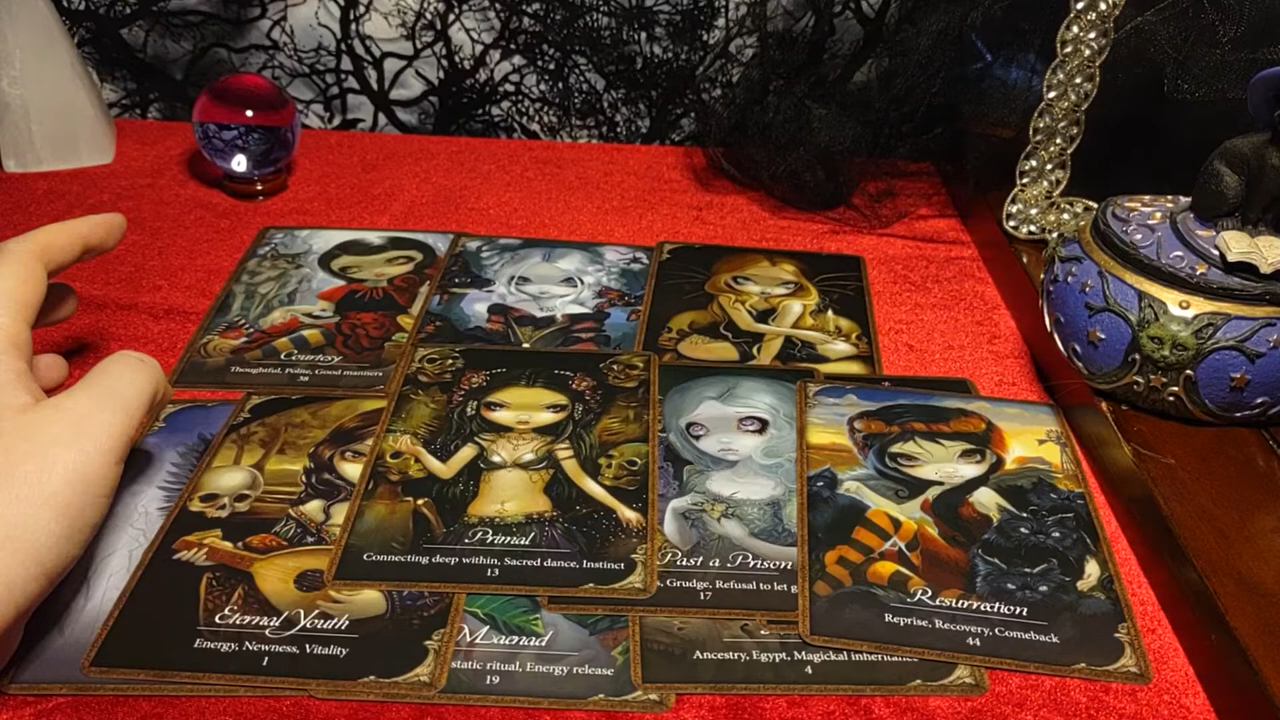 Courtesy
Thoughtful, Polite, Good manners
38
Primal
Connecting deep within, Sacred dance, Instinct
13
Past a Prison
Grudge, Refusal to let
17
Resurrection
Reprise, Recovery, Comeback
44
Eternal Youth
Energy, Newness, Vitality
1
Maenad
ritual, Energy release
19
Ancestry, Egypt, Magickal inheritance
4